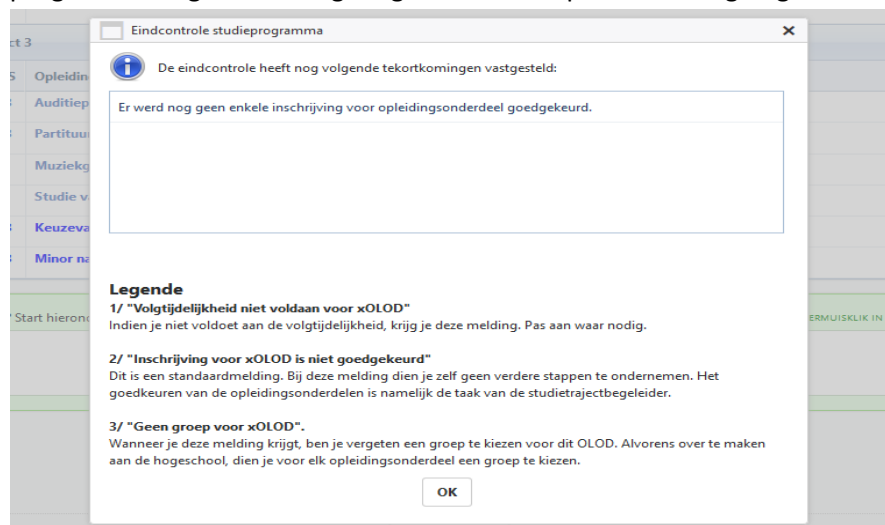 Eindcontrole studieprogramma
De eindcontrole heeft nog volgende tekortkomingen vastgesteld:
Er werd nog geen enkele inschrijving voor opleidingsonderdeel goedgekeurd.
ct 3
S Opleidin
Auditiep
Partituu
Muziekg
Studie v
Keuzeva
Minor na
Start hierond
ERMUISKLIK IN
Legende
1/ "Volgtijdelijkheid niet voldaan voor xOLOD"
Indien je niet voldoet aan de volgtijdelijkheid, krijg je deze melding. Pas aan waar nodig.
2/ "Inschrijving voor xOLOD is niet goedgekeurd"
Dit is een standaardmelding. Bij deze melding dien je zelf geen verdere stappen te ondernemen. Het
goedkeuren van de opleidingsonderdelen is namelijk de taak van de studietrajectbegeleider.
3/ "Geen groep voor xOLOD".
Wanneer je deze melding krijgt, ben je vergeten een groep te kiezen voor dit OLOD. Alvorens over te maken
aan de hogeschool, dien je voor elk opleidingsonderdeel een groep te kiezen.
OK